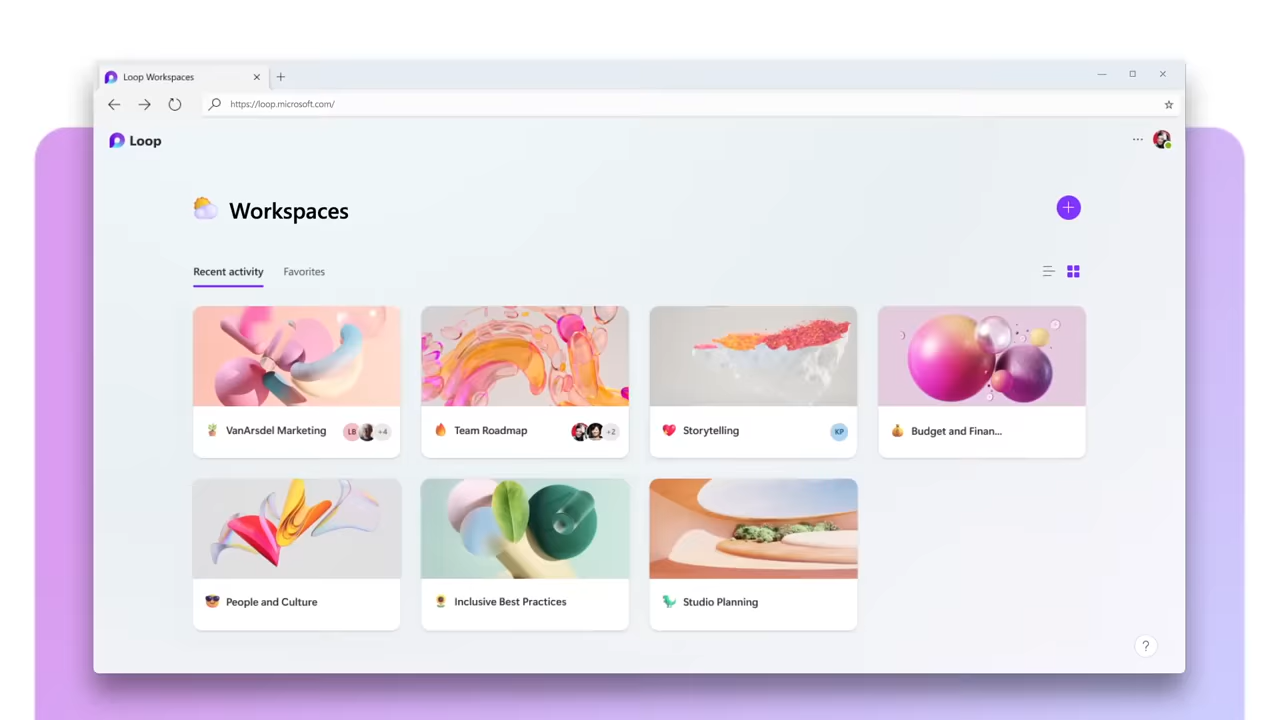 Loop Workspaces
https://loop.microsoft.com/
Loop
Workspaces
Recent activity Favorites
VanArsdel Marketing LB +4
Team Roadmap +2
Storytelling KP
Budget and Finan...
People and Culture
Inclusive Best Practices
Studio Planning
?